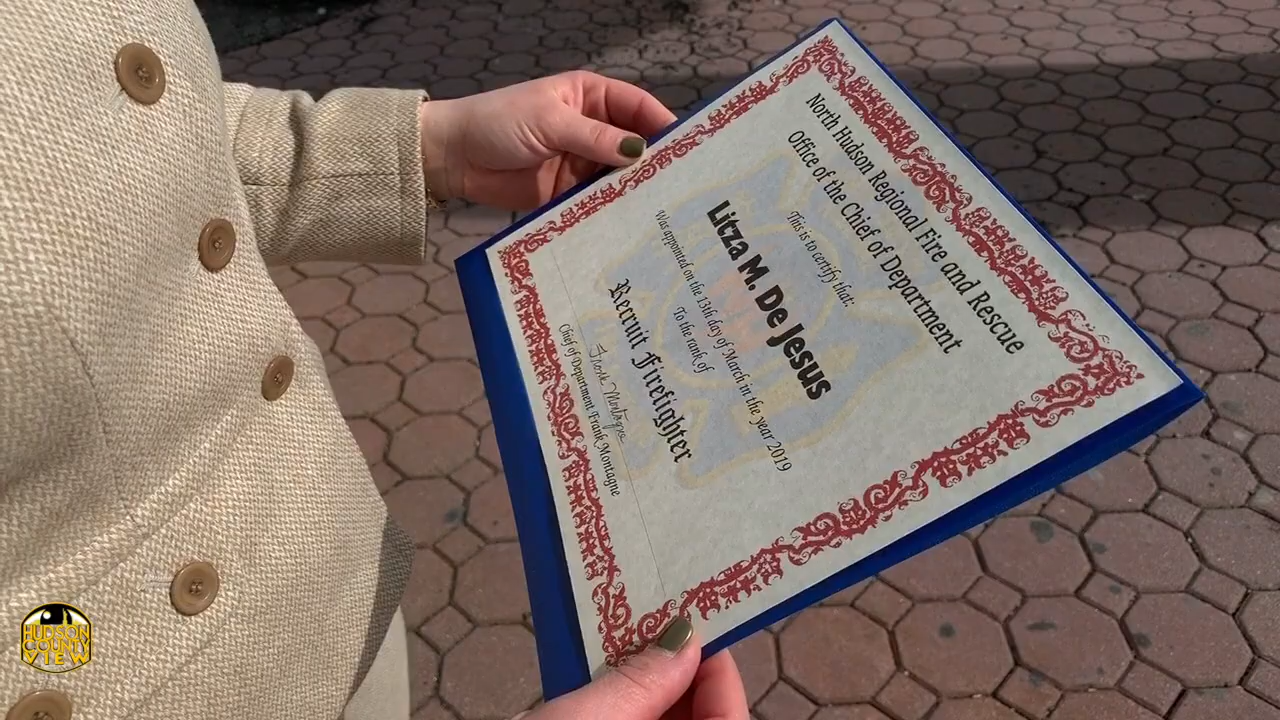 North Hudson Regional Fire and Rescue
Office of the Chief of Department
This is to certify that:
Litza M. De Jesus
Was appointed on the 13th day of March in the year 2019
To the rank of
Recruit Firefighter
Frank Montagne
Chief of Department Frank Montagne
HUDSON
COUNTY
VIEW